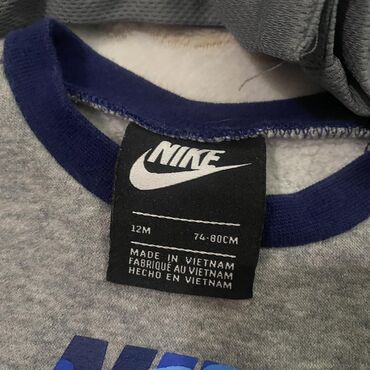 NIKE
12M 74-80CM
MADE IN VIETNAM
FABRIQUÉ AU VIETNAM
HECHO EN VIETNAM